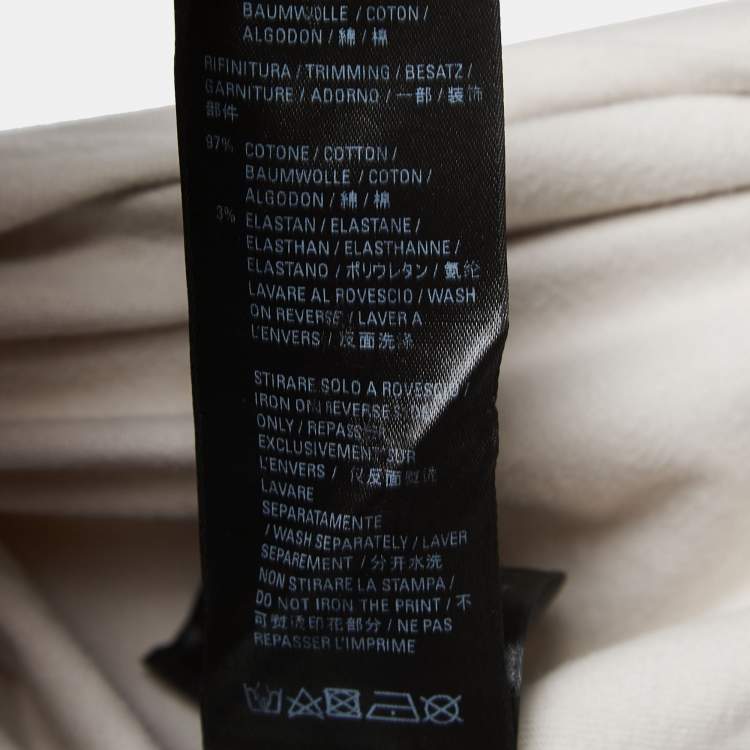 BAUMWOLLE / COTON /
ALGODON / 綿 / 棉
RIFINITURA / TRIMMING / BESATZ /
GARNITURE / ADORNO / 一部 / 装饰
部件
97% COTONE / COTTON /
BAUMWOLLE / COTON /
ALGODON / 綿 / 棉
3% ELASTAN / ELASTANE /
ELASTHAN / ELASTHANNE /
ELASTANO / ポリウレタン / 氨纶
LAVARE AL ROVESCIO / WASH
ON REVERSE / LAVER A
L'ENVERS / 反面洗涤
STIRARE SOLO A ROVESCIO /
IRON ON REVERSE SIDE
ONLY / REPASSER
EXCLUSIVEMENT SUR
L'ENVERS / 仅反面熨烫
LAVARE
SEPARATAMENTE
/ WASH SEPARATELY / LAVER
SEPAREMENT / 分开水洗
NON STIRARE LA STAMPA /
DO NOT IRON THE PRINT / 不
可熨烫印花部分 / NE PAS
REPASSER L'IMPRIME